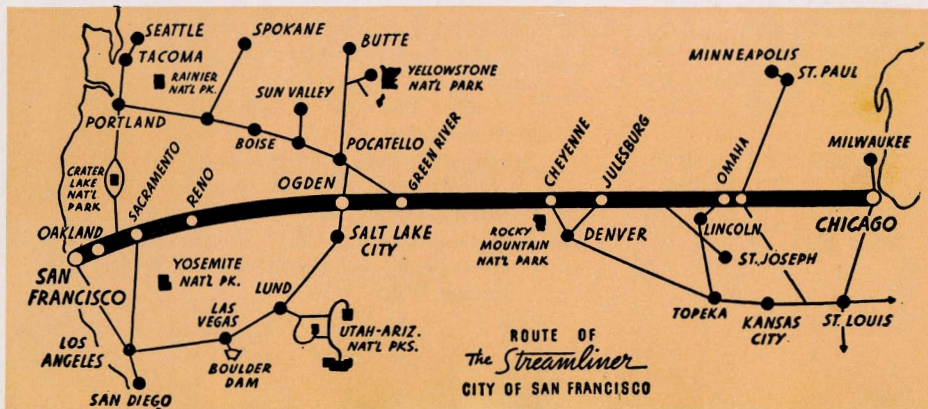 SEATTLE
TACOMA
SPOKANE
BUTTE
MINNEAPOLIS
ST. PAUL
RAINIER
NAT'L PK.
YELLOWSTONE
NAT'L PARK
SUN VALLEY
PORTLAND
BOISE
POCATELLO
MILWAUKEE
CRATER
LAKE
NAT'L
PARK
SACRAMENTO
RENO
OGDEN
GREEN RIVER
CHEYENNE
JULESBURG
OMAHA
CHICAGO
OAKLAND
SAN
FRANCISCO
SALT LAKE
CITY
ROCKY
MOUNTAIN
NAT'L PARK
DENVER
LINCOLN
ST. JOSEPH
YOSEMITE
NAT'L PK.
LUND
LAS
VEGAS
UTAH-ARIZ.
NAT'L PKS.
TOPEKA
KANSAS
CITY
ST. LOUIS
LOS
ANGELES
BOULDER
DAM
SAN DIEGO
ROUTE OF
The Streamliner
CITY OF SAN FRANCISCO